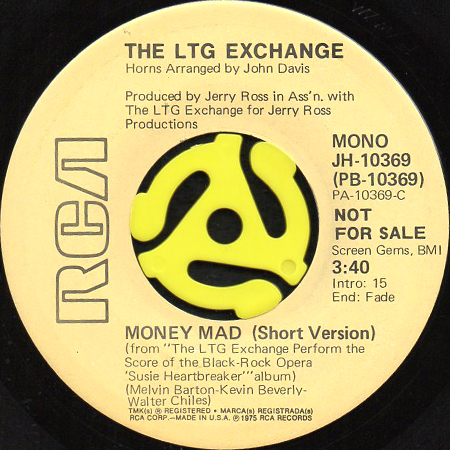 THE LTG EXCHANGE
Horns Arranged by John Davis
Produced by Jerry Ross in Ass'n. with
The LTG Exchange for Jerry Ross
Productions
RCA
MONO
JH-10369
(PB-10369)
PA-10369-C
NOT
FOR SALE
Screen Gems, BMI
3:40
Intro: 15
End: Fade
MONEY MAD (Short Version)
(from "The LTG Exchange Perform the
Score of the Black-Rock Opera
'Susie Heartbreaker'"album)
(Melvin Barton-Kevin Beverly-
Walter Chiles)
TMK(s) ® REGISTERED • MARCA(s) REGISTRADA(s)
RCA CORP.—MADE IN U.S.A. ℗ 1975 RCA RECORDS